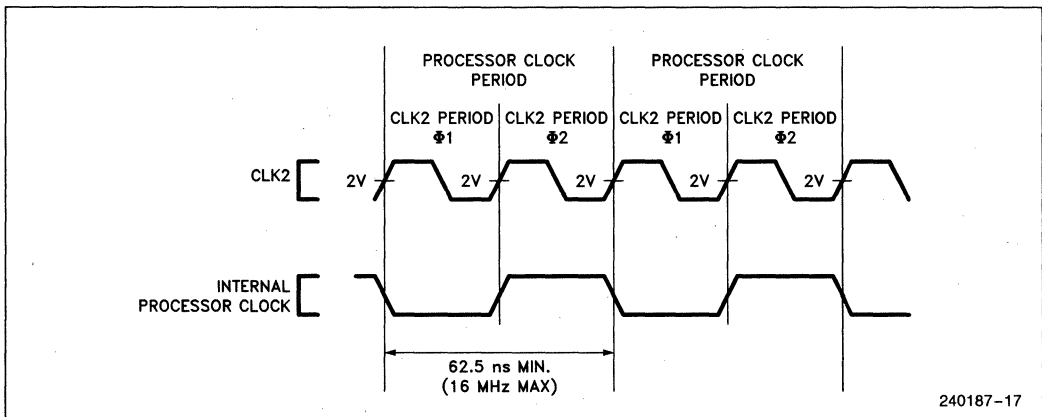 PROCESSOR CLOCK
PERIOD
PROCESSOR CLOCK
PERIOD
CLK2 PERIOD
Φ1
CLK2 PERIOD
Φ2
CLK2 PERIOD
Φ1
CLK2 PERIOD
Φ2
CLK2
2V
2V
2V
2V
2V
INTERNAL
PROCESSOR CLOCK
62.5 ns MIN.
(16 MHz MAX)
240187-17